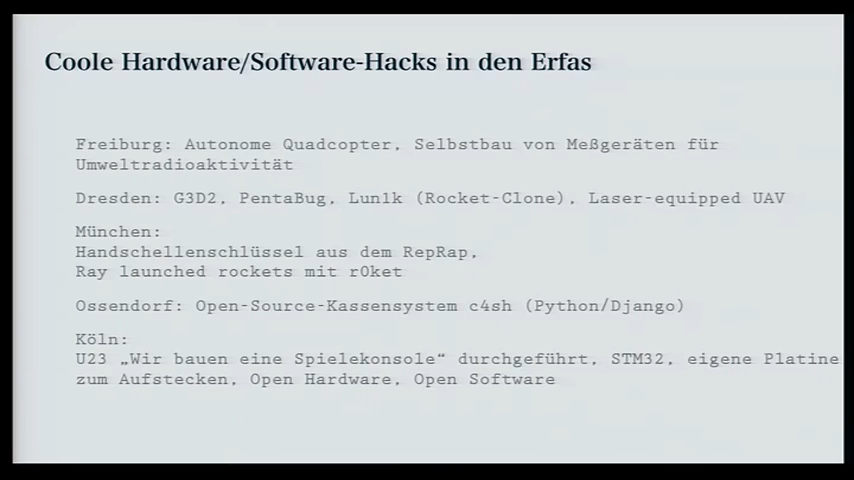 Coole Hardware/Software-Hacks in den Erfas
Freiburg: Autonome Quadcopter, Selbstbau von Meßgeräten für
Umweltradioaktivität
Dresden: G3D2, PentaBug, Lun1k (Rocket-Clone), Laser-equipped UAV
München:
Handschellenschlüssel aus dem RepRap,
Ray launched rockets mit r0ket
Ossendorf: Open-Source-Kassensystem c4sh (Python/Django)
Köln:
U23 „Wir bauen eine Spielekonsole“ durchgeführt, STM32, eigene Platine
zum Aufstecken, Open Hardware, Open Software